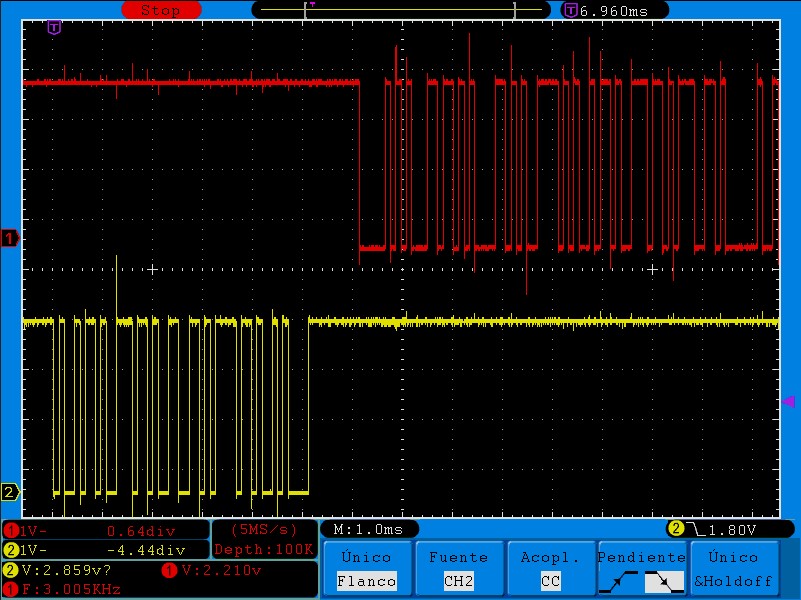 Stop
T
T 6.960ms
T
1
2
1 1V- 0.64div
2 1V- -4.44div
(5MS/s)
Depth:100K
M:1.0ms
2 1.80V
2 V:2.859v? 1 V:2.210v
1 F:3.005KHz
Único
Flanco
Fuente
CH2
Acopl.
CC
Pendiente
Único
&Holdoff